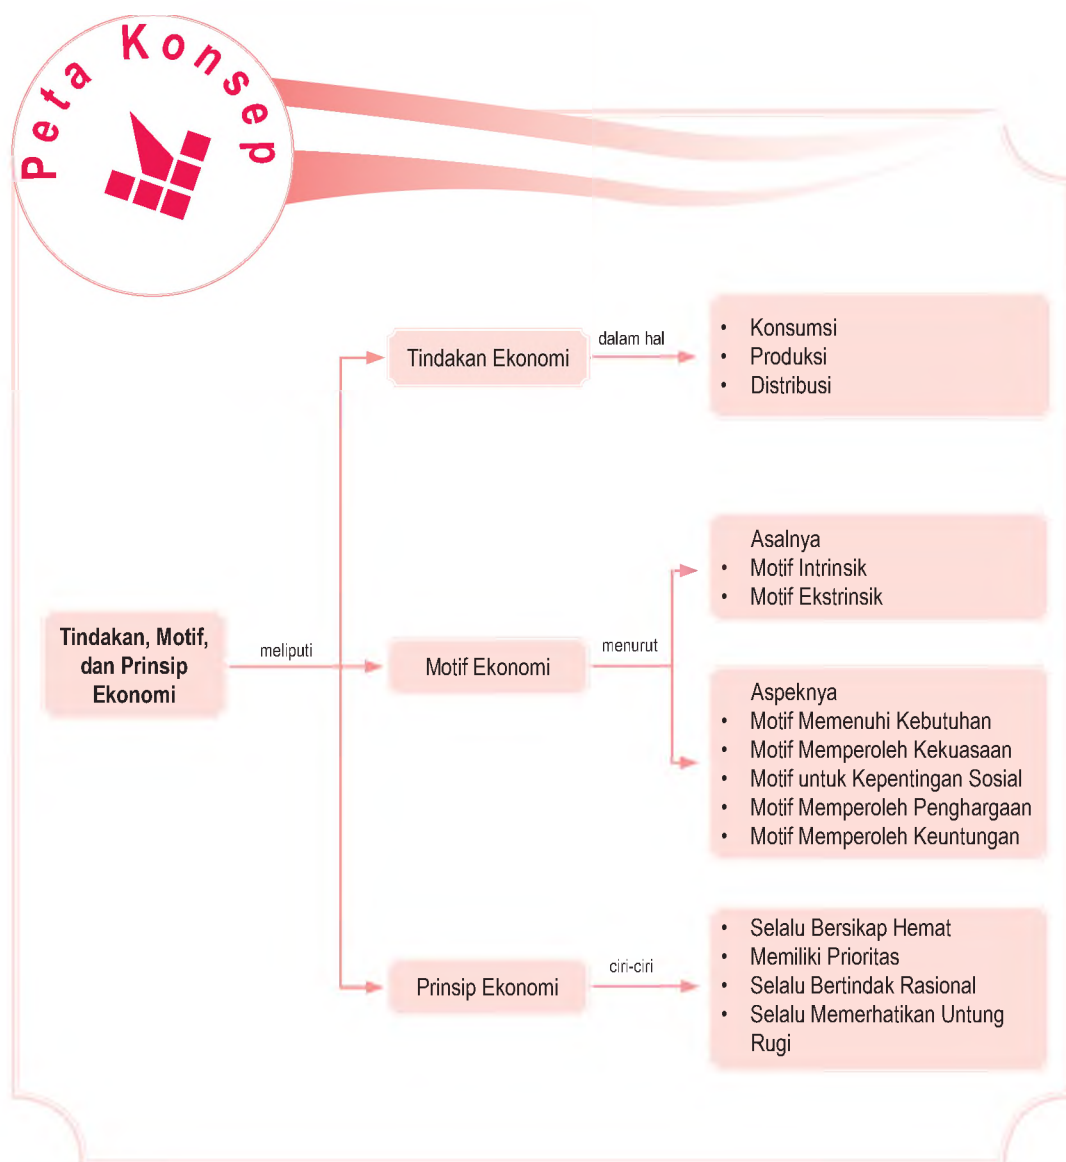 Peta Konsep
Tindakan, Motif,
dan Prinsip
Ekonomi
meliputi
Tindakan Ekonomi
dalam hal
• Konsumsi
• Produksi
• Distribusi
Motif Ekonomi
menurut
Asalnya
• Motif Intrinsik
• Motif Ekstrinsik
Aspeknya
• Motif Memenuhi Kebutuhan
• Motif Memperoleh Kekuasaan
• Motif untuk Kepentingan Sosial
• Motif Memperoleh Penghargaan
• Motif Memperoleh Keuntungan
Prinsip Ekonomi
ciri-ciri
• Selalu Bersikap Hemat
• Memiliki Prioritas
• Selalu Bertindak Rasional
• Selalu Memerhatikan Untung
Rugi